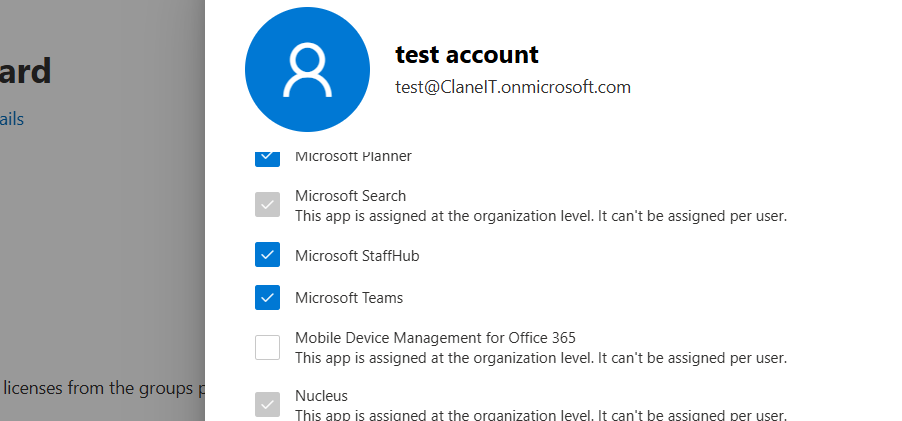 ard
ails
licenses from the groups p
test account
test@ClaneIT.onmicrosoft.com
Microsoft Planner
Microsoft Search
This app is assigned at the organization level. It can't be assigned per user.
Microsoft StaffHub
Microsoft Teams
Mobile Device Management for Office 365
This app is assigned at the organization level. It can't be assigned per user.
Nucleus
This app is assigned at the organization level. It can't be assigned per user.